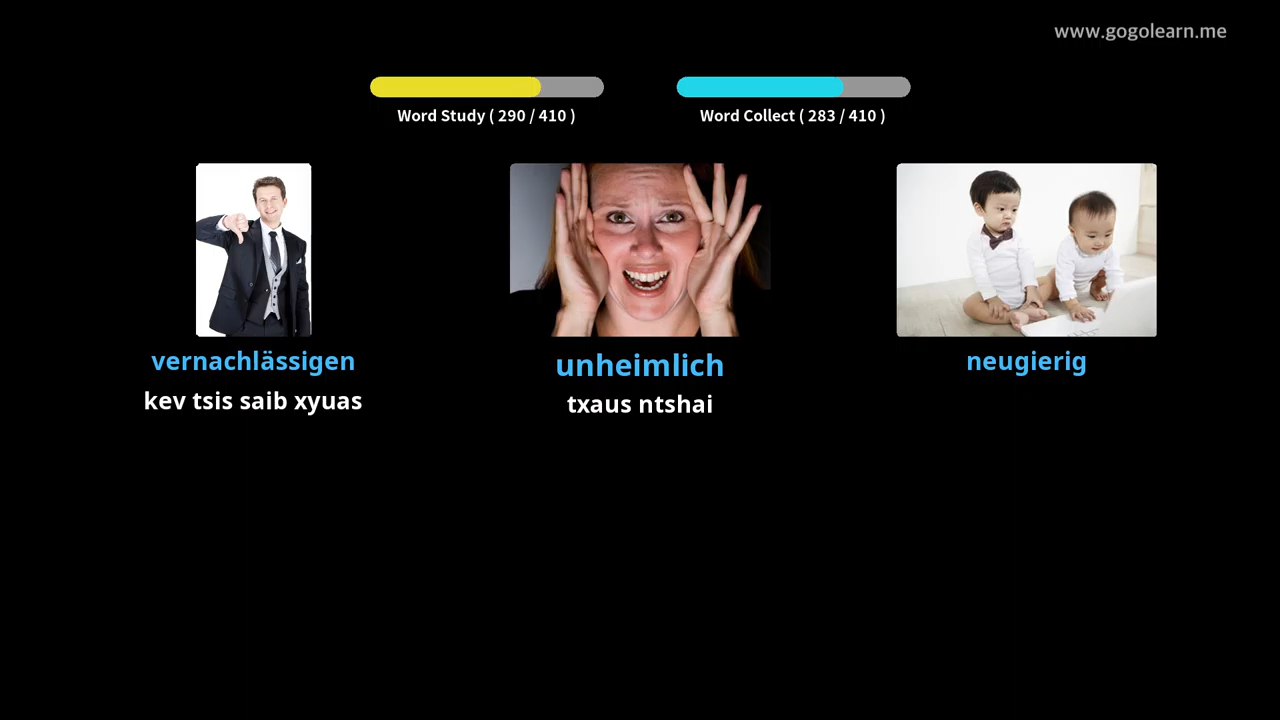 www.gogolearn.me
Word Study ( 290 / 410 )
Word Collect ( 283 / 410 )
vernachlässigen
kev tsis saib xyuas
unheimlich
txaus ntshai
neugierig